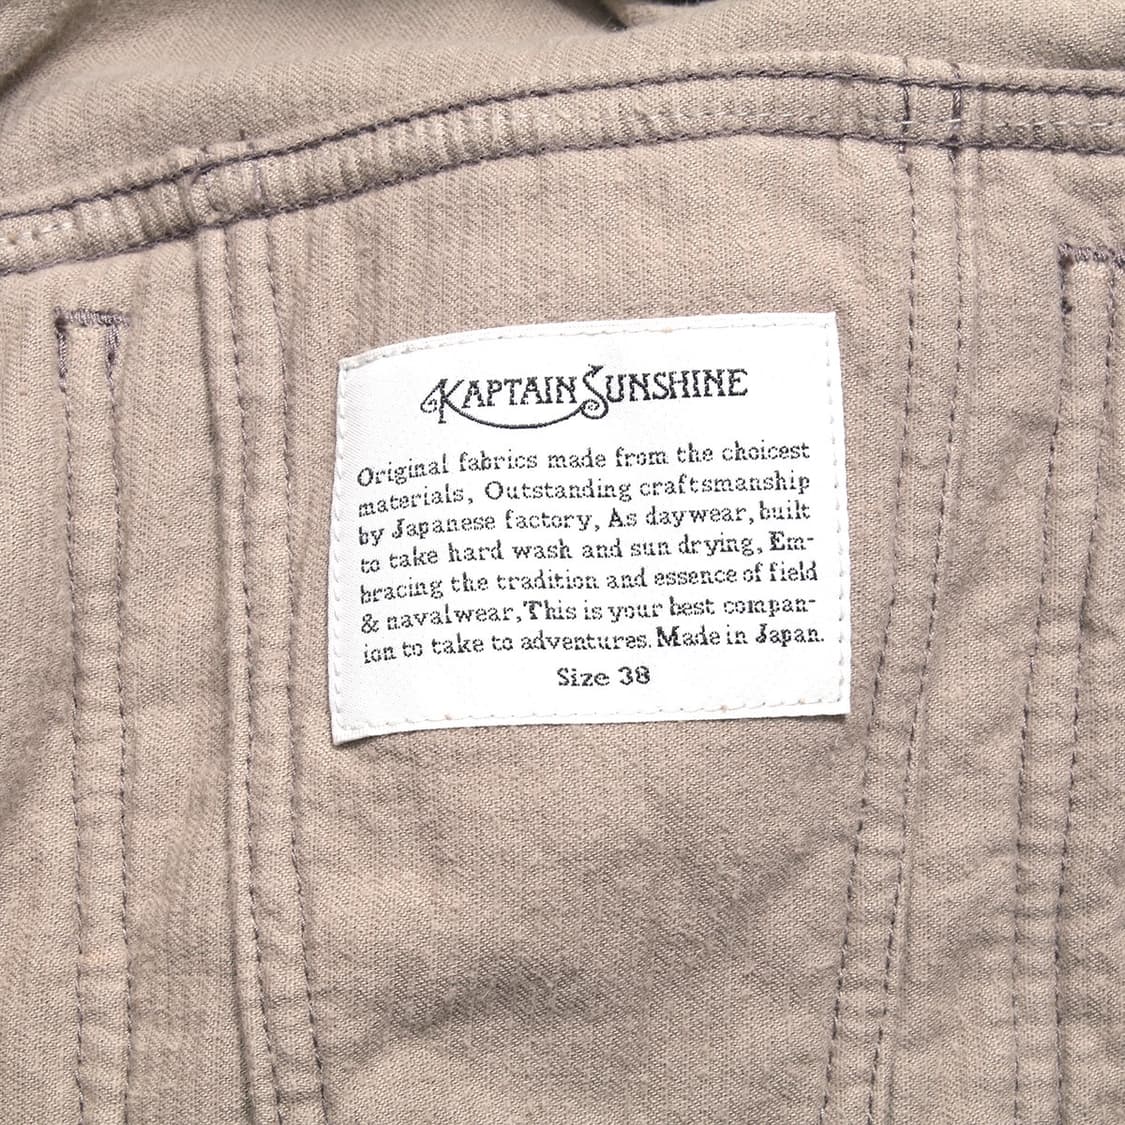 KAPTAIN SUNSHINE
Original fabrics made from the choicest
materials, Outstanding craftsmanship
by Japanese factory, As daywear, built
to take hard wash and sun drying, Em-
bracing the tradition and essence of field
& navalwear, This is your best compan-
ion to take to adventures. Made in Japan.
Size 38